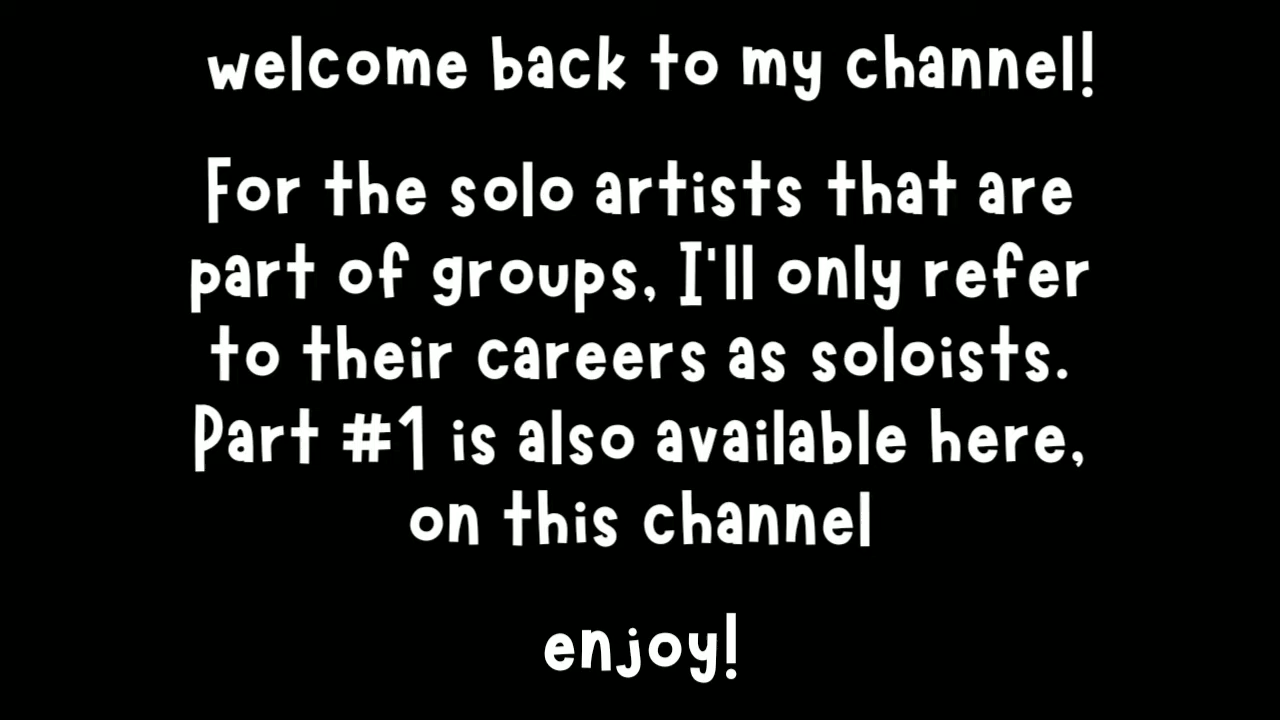 welcome back to my channel!
For the solo artists that are
part of groups, I'll only refer
to their careers as soloists.
Part #1 is also available here,
on this channel
enjoy!